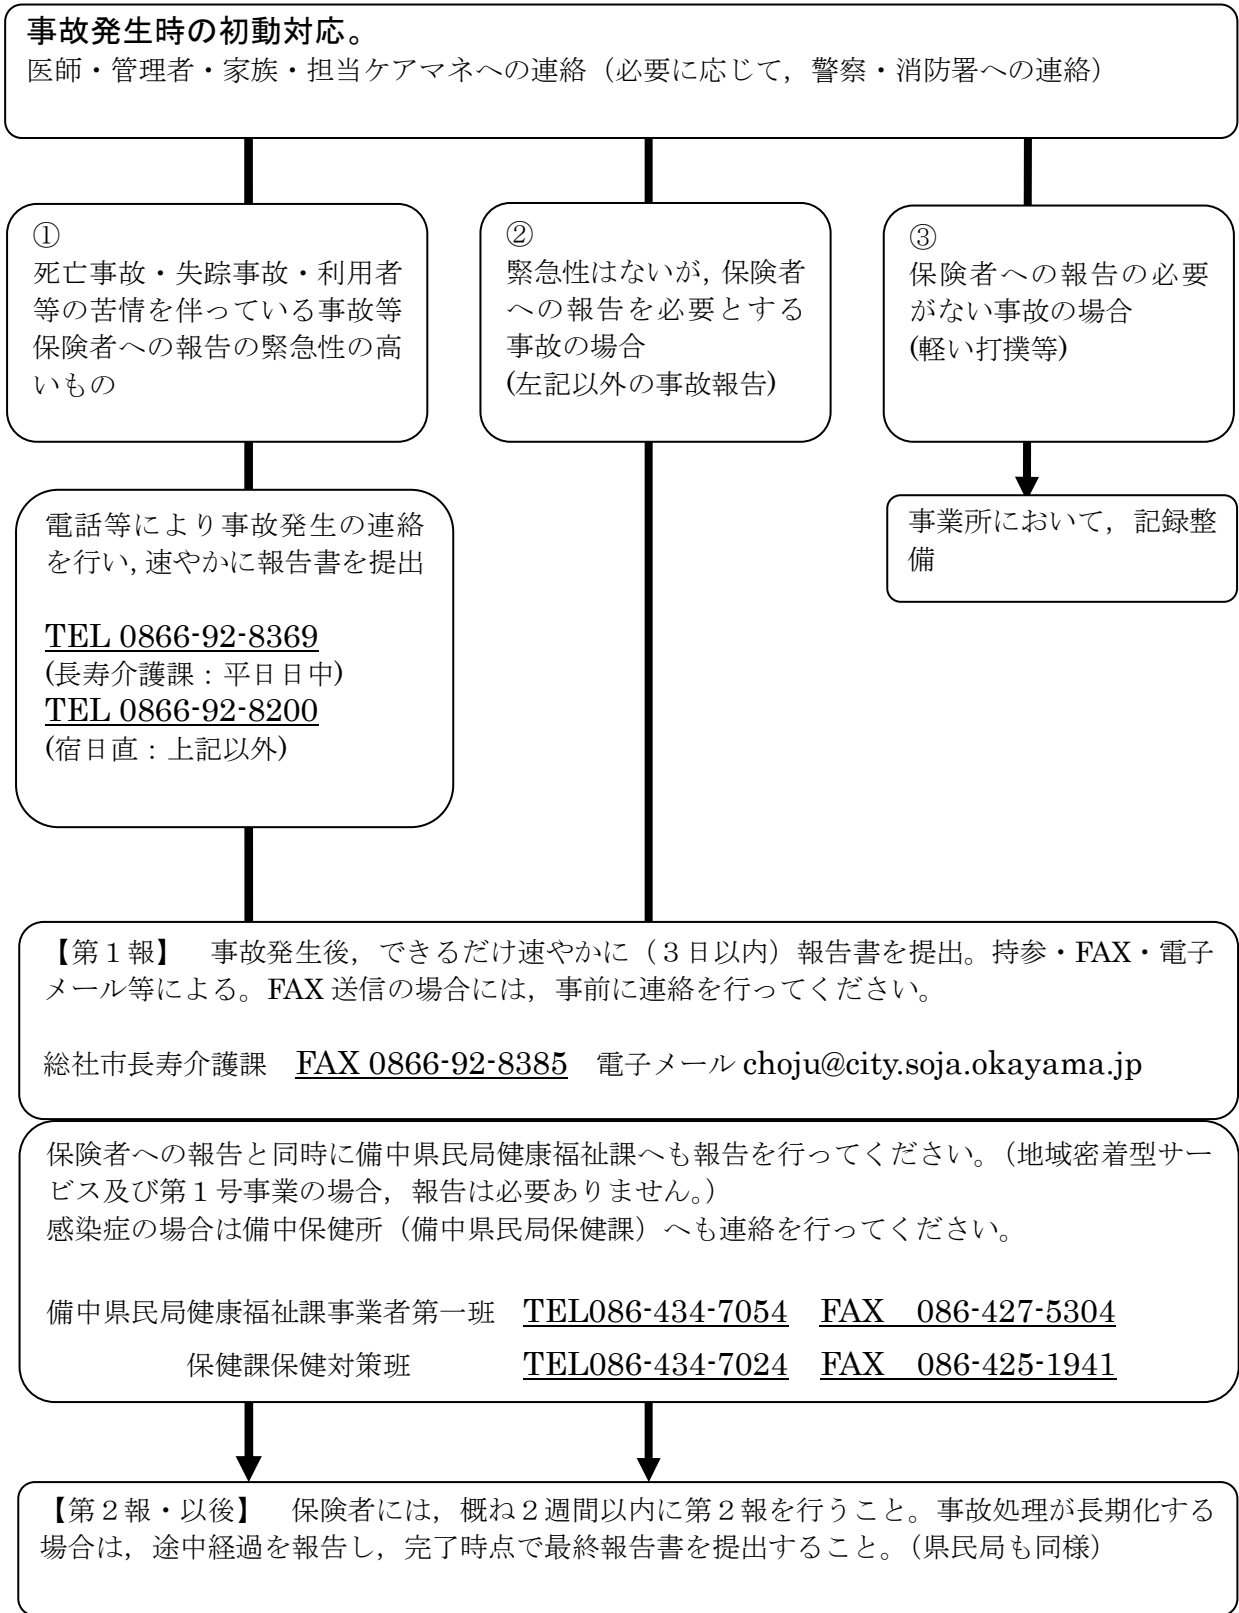 事故発生時の初動対応。
医師・管理者・家族・担当ケアマネへの連絡（必要に応じて，警察・消防署への連絡）
①
死亡事故・失踪事故・利用者
等の苦情を伴っている事故等
保険者への報告の緊急性の高
いもの
②
緊急性はないが，保険者
への報告を必要とする
事故の場合
(左記以外の事故報告)
③
保険者への報告の必要
がない事故の場合
(軽い打撲等)
電話等により事故発生の連絡
を行い，速やかに報告書を提出
TEL 0866-92-8369
(長寿介護課：平日日中)
TEL 0866-92-8200
(宿日直：上記以外)
事業所において，記録整
備
【第１報】　事故発生後，できるだけ速やかに（３日以内）報告書を提出。持参・FAX・電子
メール等による。FAX 送信の場合には，事前に連絡を行ってください。
総社市長寿介護課　FAX 0866-92-8385　電子メール choju@city.soja.okayama.jp
保険者への報告と同時に備中県民局健康福祉課へも報告を行ってください。（地域密着型サー
ビス及び第１号事業の場合，報告は必要ありません。）
感染症の場合は備中保健所（備中県民局保健課）へも連絡を行ってください。
備中県民局健康福祉課事業者第一班　TEL086-434-7054　FAX　086-427-5304
保健課保健対策班　TEL086-434-7024　FAX　086-425-1941
【第２報・以後】　保険者には，概ね２週間以内に第２報を行うこと。事故処理が長期化する
場合は，途中経過を報告し，完了時点で最終報告書を提出すること。（県民局も同様）